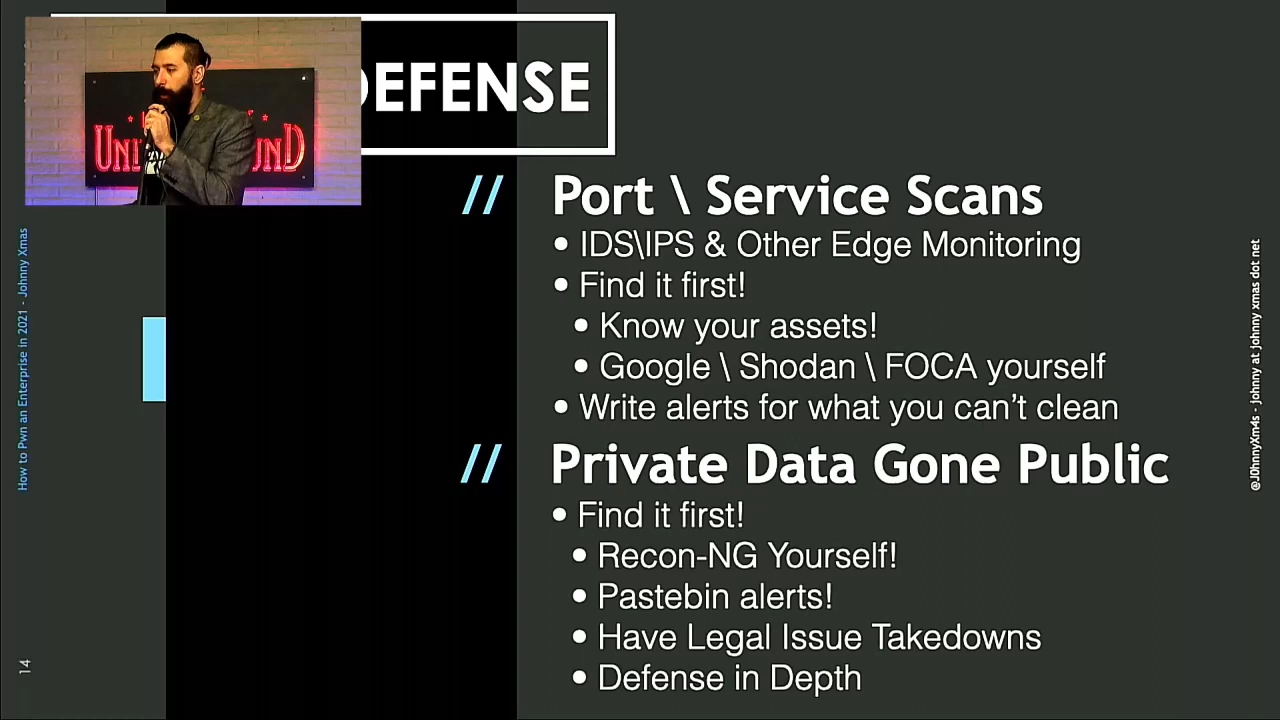 DEFENSE
// Port \ Service Scans
• IDS\IPS & Other Edge Monitoring
• Find it first!
• Know your assets!
• Google \ Shodan \ FOCA yourself
• Write alerts for what you can’t clean
// Private Data Gone Public
• Find it first!
• Recon-NG Yourself!
• Pastebin alerts!
• Have Legal Issue Takedowns
• Defense in Depth
How to Pwn an Enterprise in 2021 - Johnny Xmas
14
@J0hnnyXm4s - johnny at johnny xmas dot net